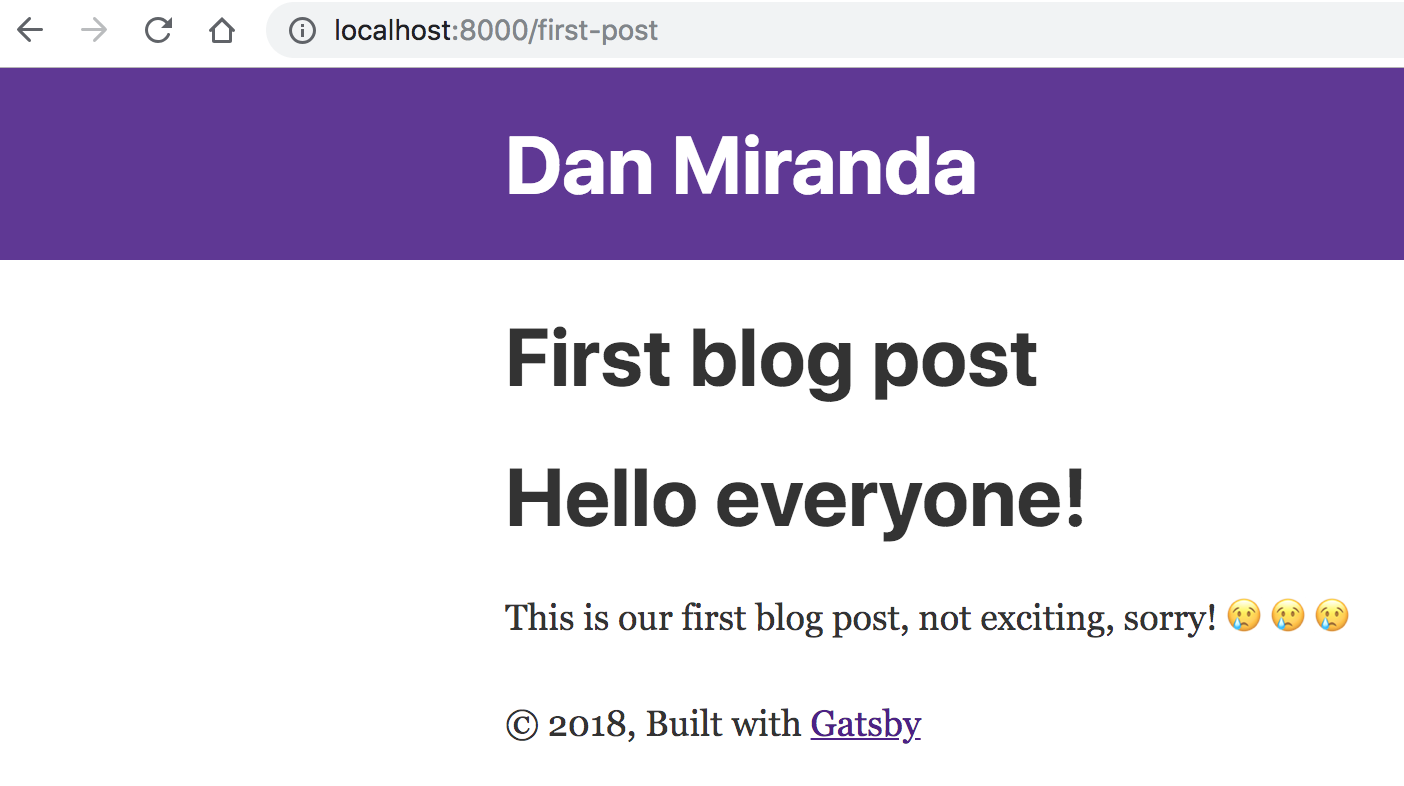 localhost:8000/first-post
Dan Miranda
First blog post
Hello everyone!
This is our first blog post, not exciting, sorry! 😢 😢 😢
© 2018, Built with Gatsby